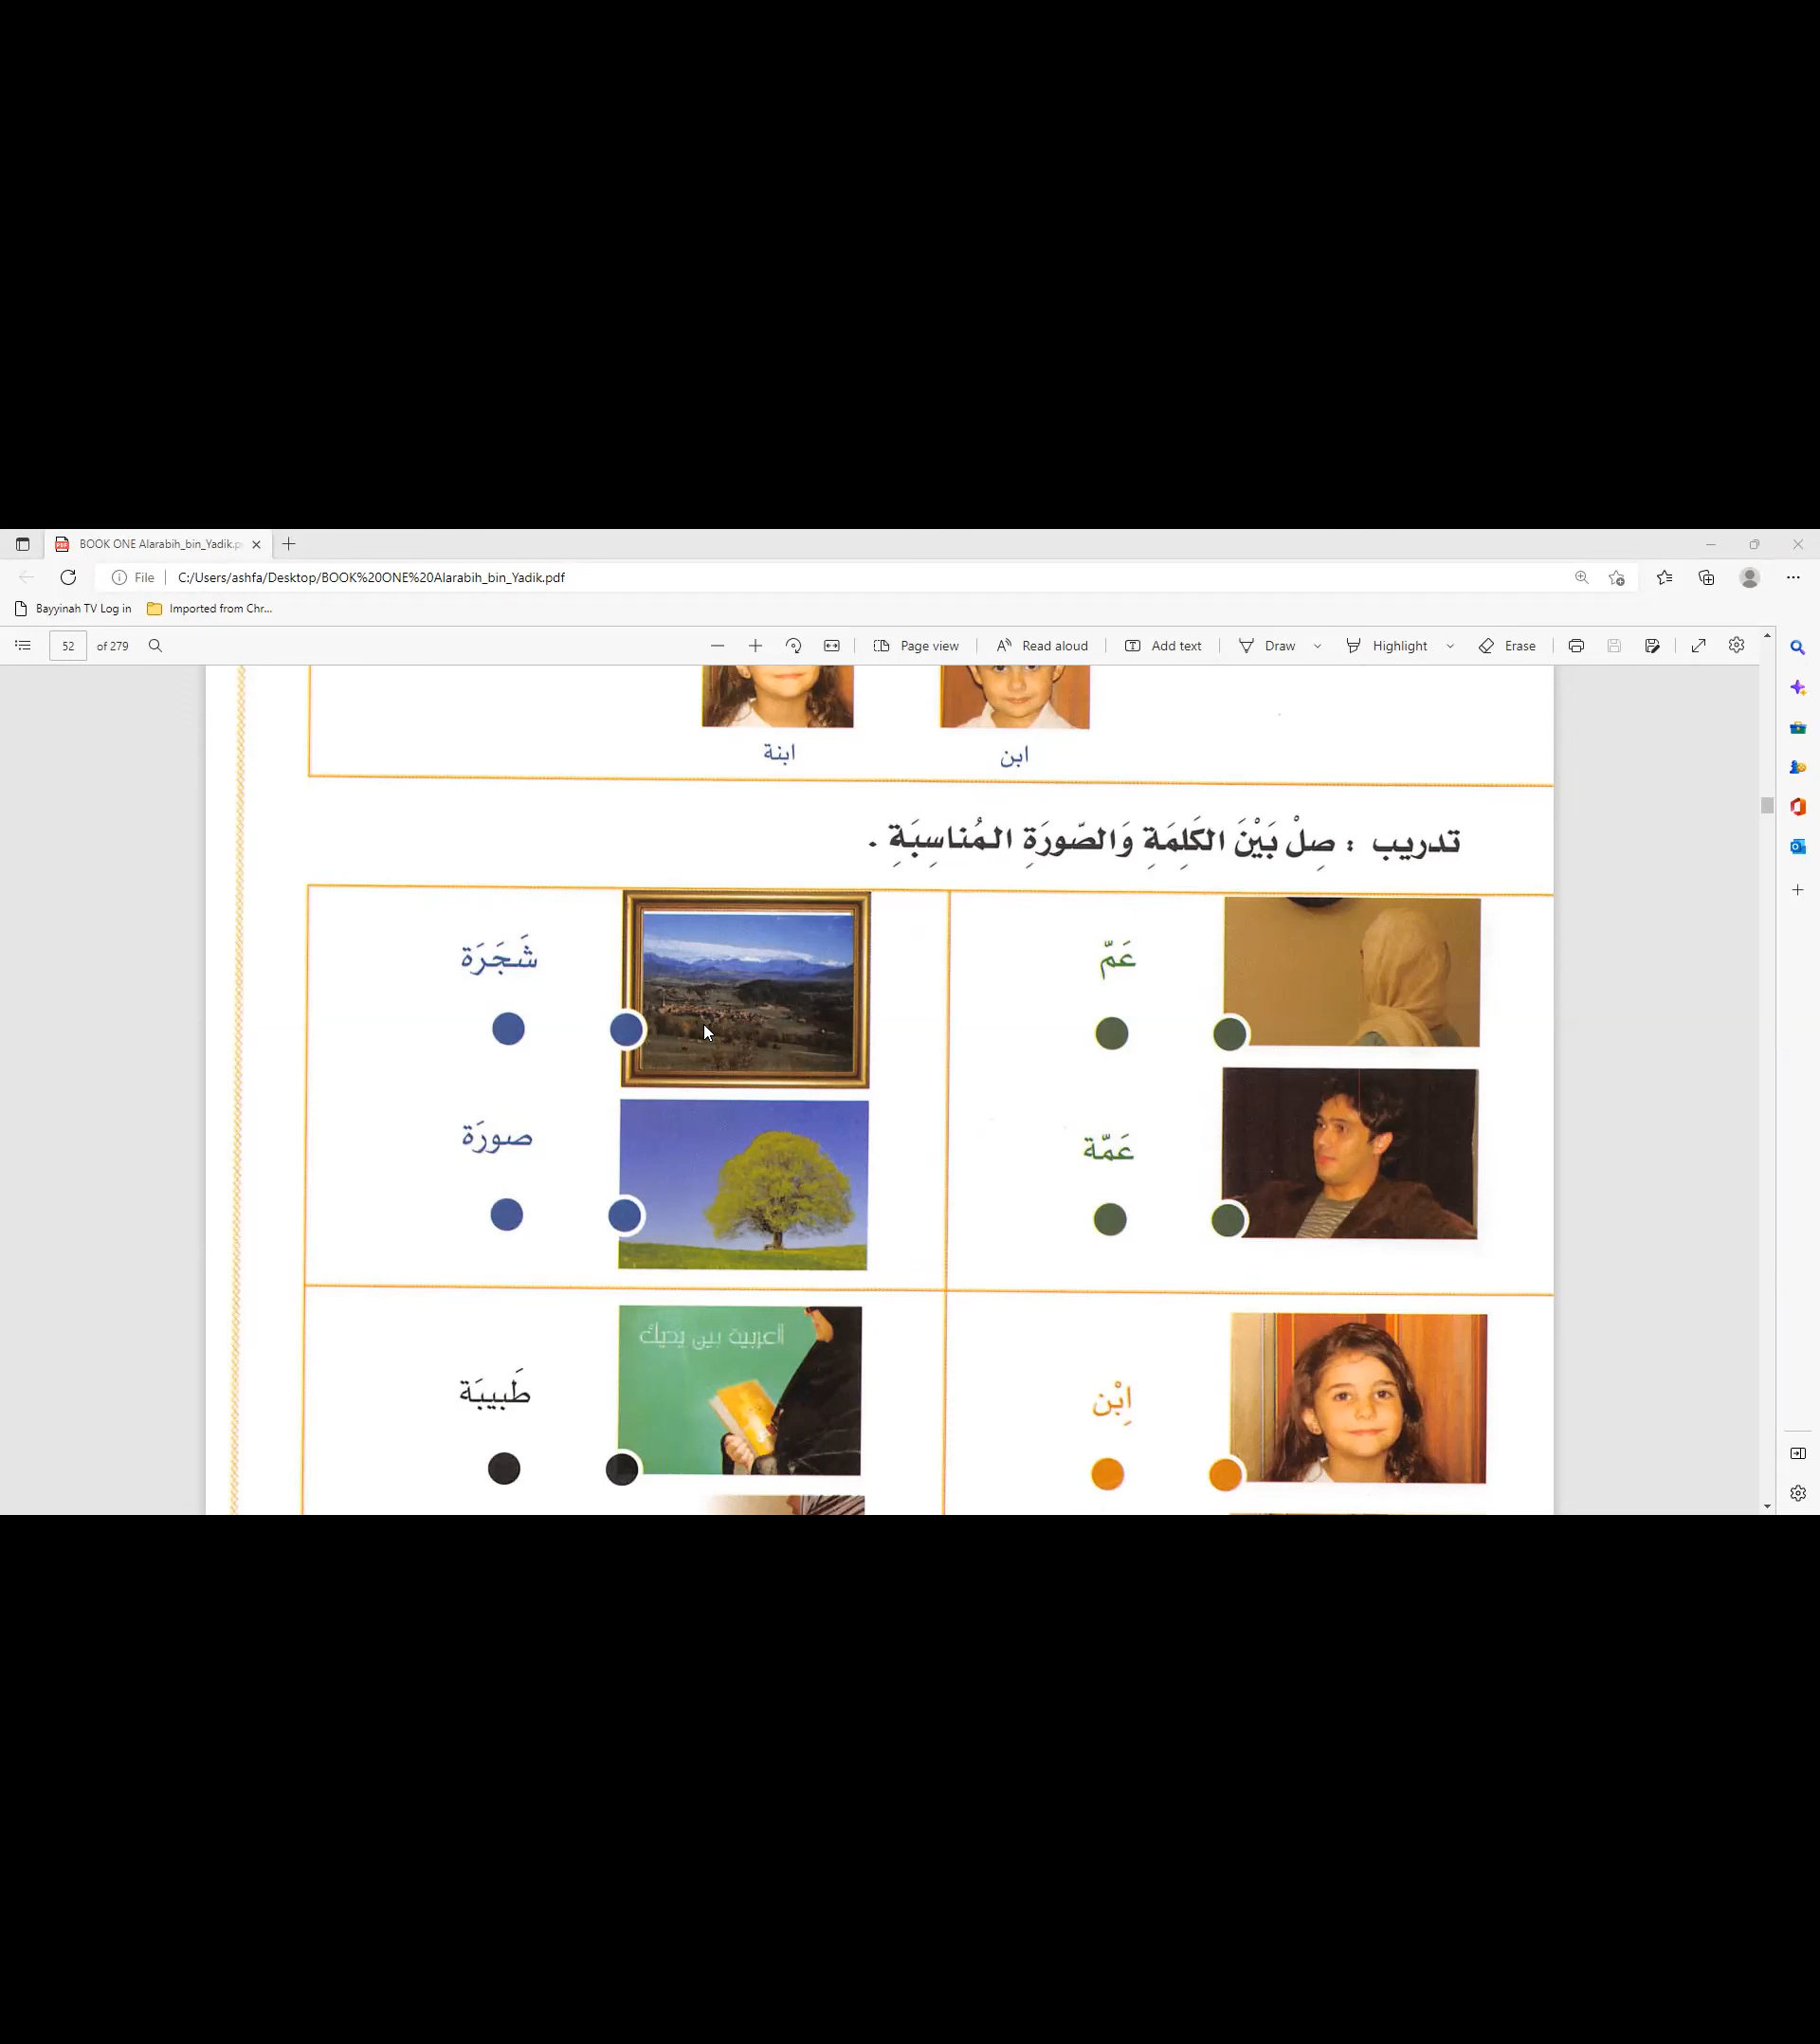 BOOK ONE Alarabih_bin_Yadik.p
File
C:/Users/ashfa/Desktop/BOOK%20ONE%20Alarabih_bin_Yadik.pdf
Bayyinah TV Log in
Imported from Chr...
52 of 279
Page view
Read aloud
Add text
Draw
Highlight
Erase
ابن
ابنة
تدريب : صِلْ بَيْنَ الكَلِمَةِ وَالصّورَةِ المُناسِبَةِ .
عَمّ
شَجَرَة
عَمّة
صورَة
العربية بين يديك
اِبْن
طَبيبَة